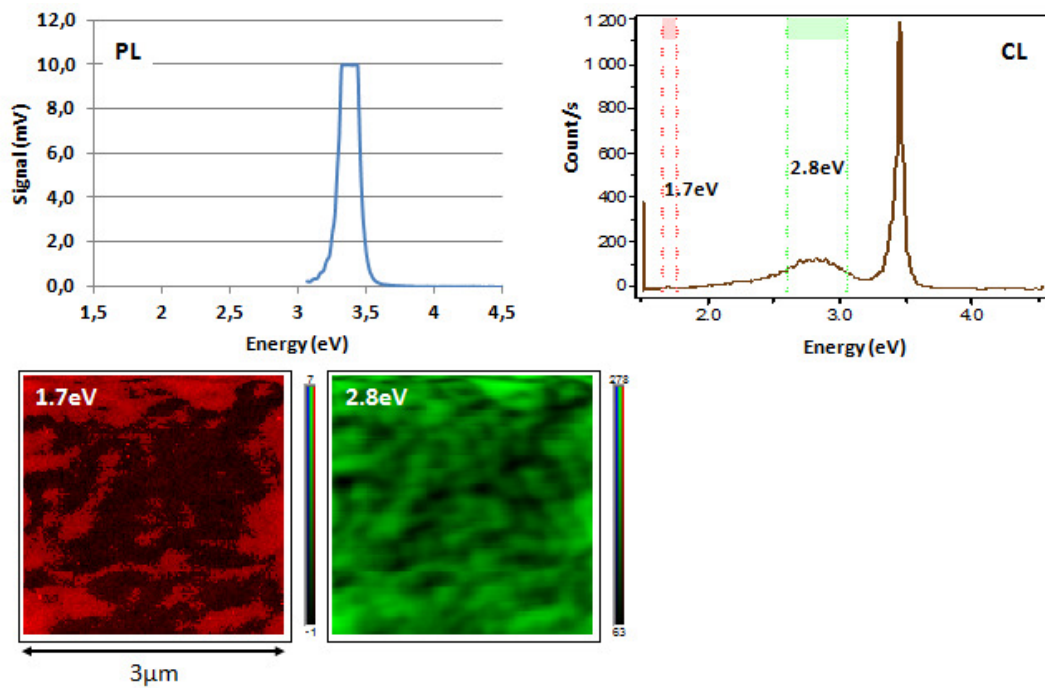 PL
12,0
10,0
8,0
6,0
4,0
2,0
0,0
Signal (mV)
1,5
2
2,5
3
3,5
4
4,5
Energy (eV)
CL
1 200
1 000
800
600
400
200
0
Count/s
1.7eV
2.8eV
2.0
3.0
4.0
Energy (eV)
1.7eV
7
-1
2.8eV
278
63
3µm